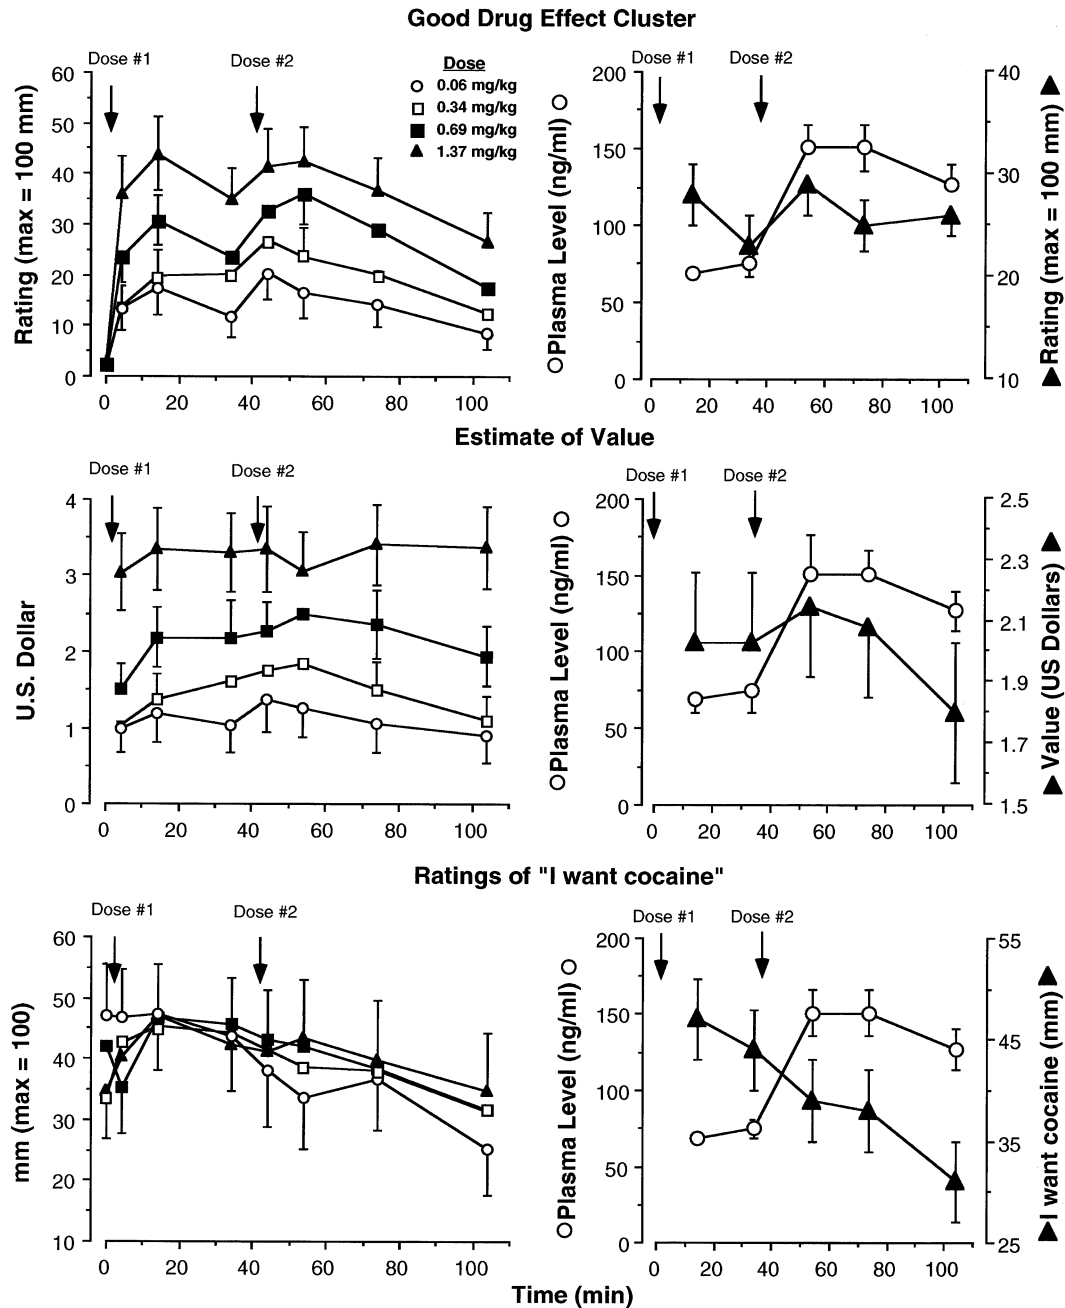 Good Drug Effect Cluster
Dose #1
Dose #2
Dose
0.06 mg/kg
0.34 mg/kg
0.69 mg/kg
1.37 mg/kg
Rating (max = 100 mm)
60
50
40
30
20
10
0
0 20 40 60 80 100
Dose #1
Dose #2
Plasma Level (ng/ml)
200
150
100
50
0
0 20 40 60 80 100
40
30
20
10
Rating (max = 100 mm)
Estimate of Value
Dose #1
Dose #2
U.S. Dollar
4
3
2
1
0
0 20 40 60 80 100
Dose #1
Dose #2
Plasma Level (ng/ml)
200
150
100
50
0
0 20 40 60 80 100
2.5
2.3
2.1
1.9
1.7
1.5
Value (US Dollars)
Ratings of "I want cocaine"
Dose #1
Dose #2
mm (max = 100)
60
50
40
30
20
10
0 20 40 60 80 100
Dose #1
Dose #2
Plasma Level (ng/ml)
200
150
100
50
0
0 20 40 60 80 100
55
45
35
25
I want cocaine (mm)
Time (min)